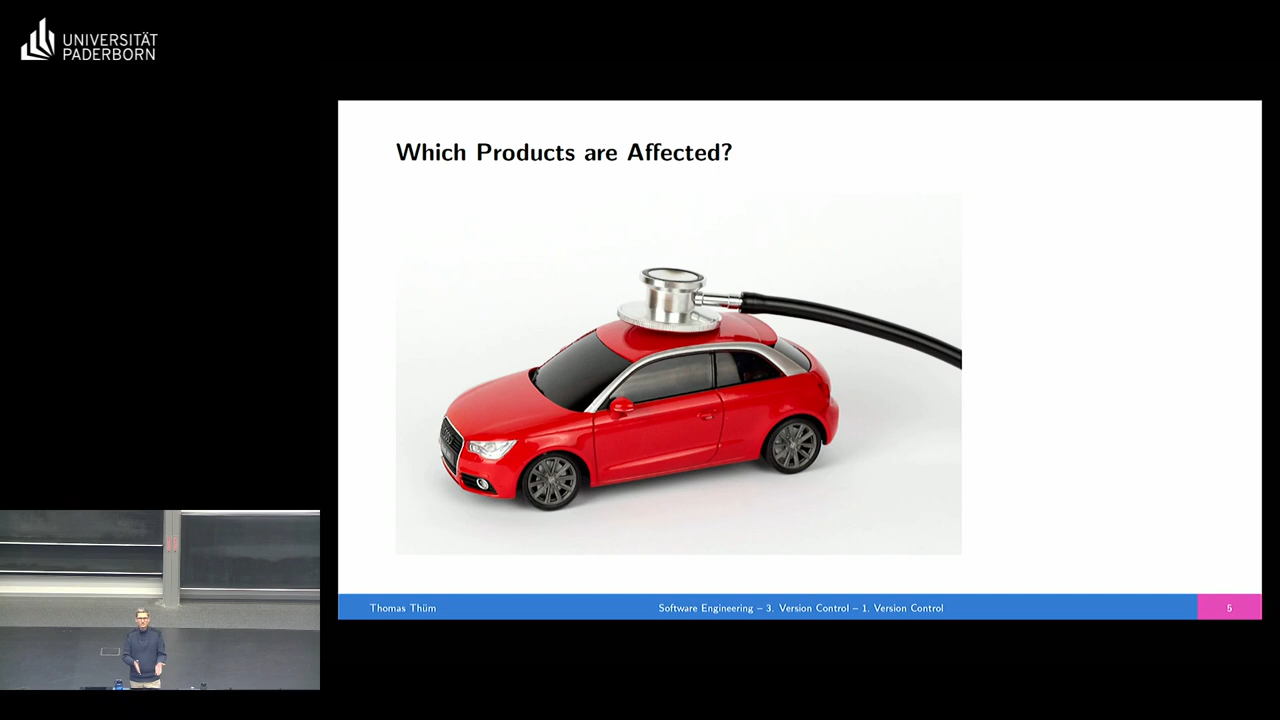 UNIVERSITÄT
PADERBORN
Which Products are Affected?
Thomas Thüm
Software Engineering – 3. Version Control – 1. Version Control
5